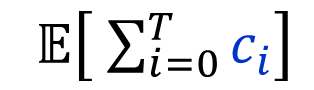 𝔼[ ∑_{i=0}^{T} c_i ]